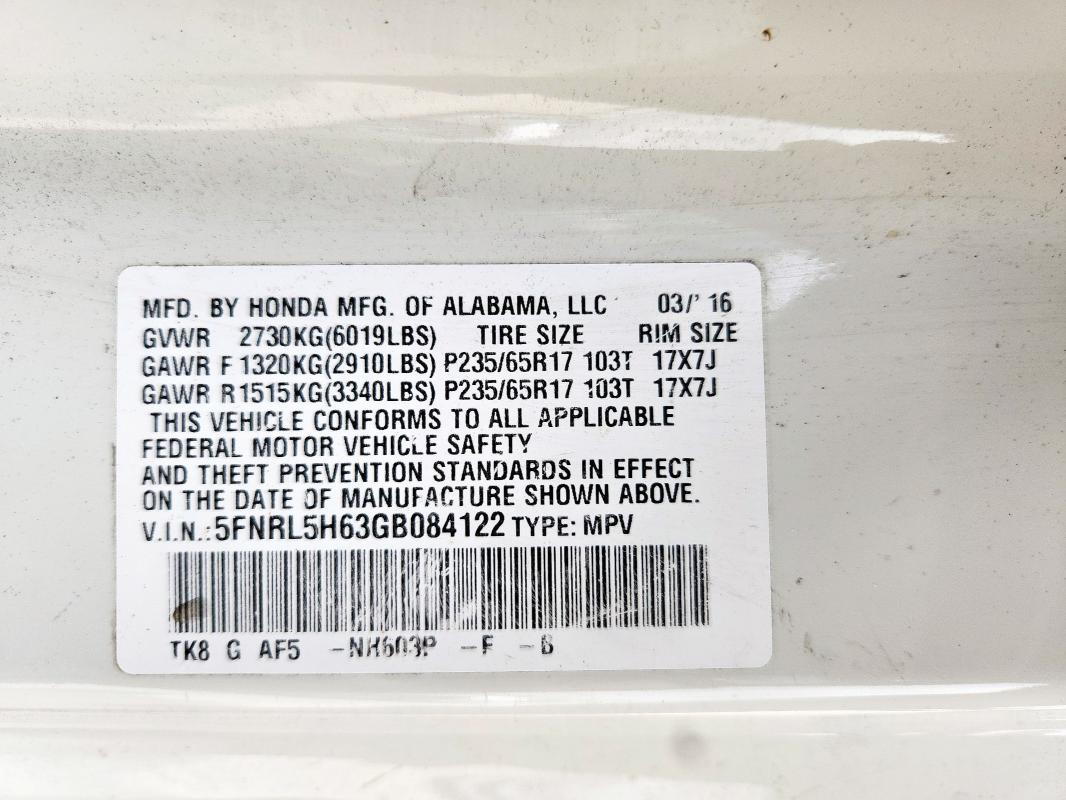 MFD. BY HONDA MFG. OF ALABAMA, LLC 03/'16
GVWR 2730KG(6019LBS) TIRE SIZE RIM SIZE
GAWR F 1320KG(2910LBS) P235/65R17 103T 17X7J
GAWR R 1515KG(3340LBS) P235/65R17 103T 17X7J
THIS VEHICLE CONFORMS TO ALL APPLICABLE
FEDERAL MOTOR VEHICLE SAFETY
AND THEFT PREVENTION STANDARDS IN EFFECT
ON THE DATE OF MANUFACTURE SHOWN ABOVE.
V.I.N.:5FNRL5H63GB084122 TYPE: MPV
TK8 G AF5 -NH603P -F -B